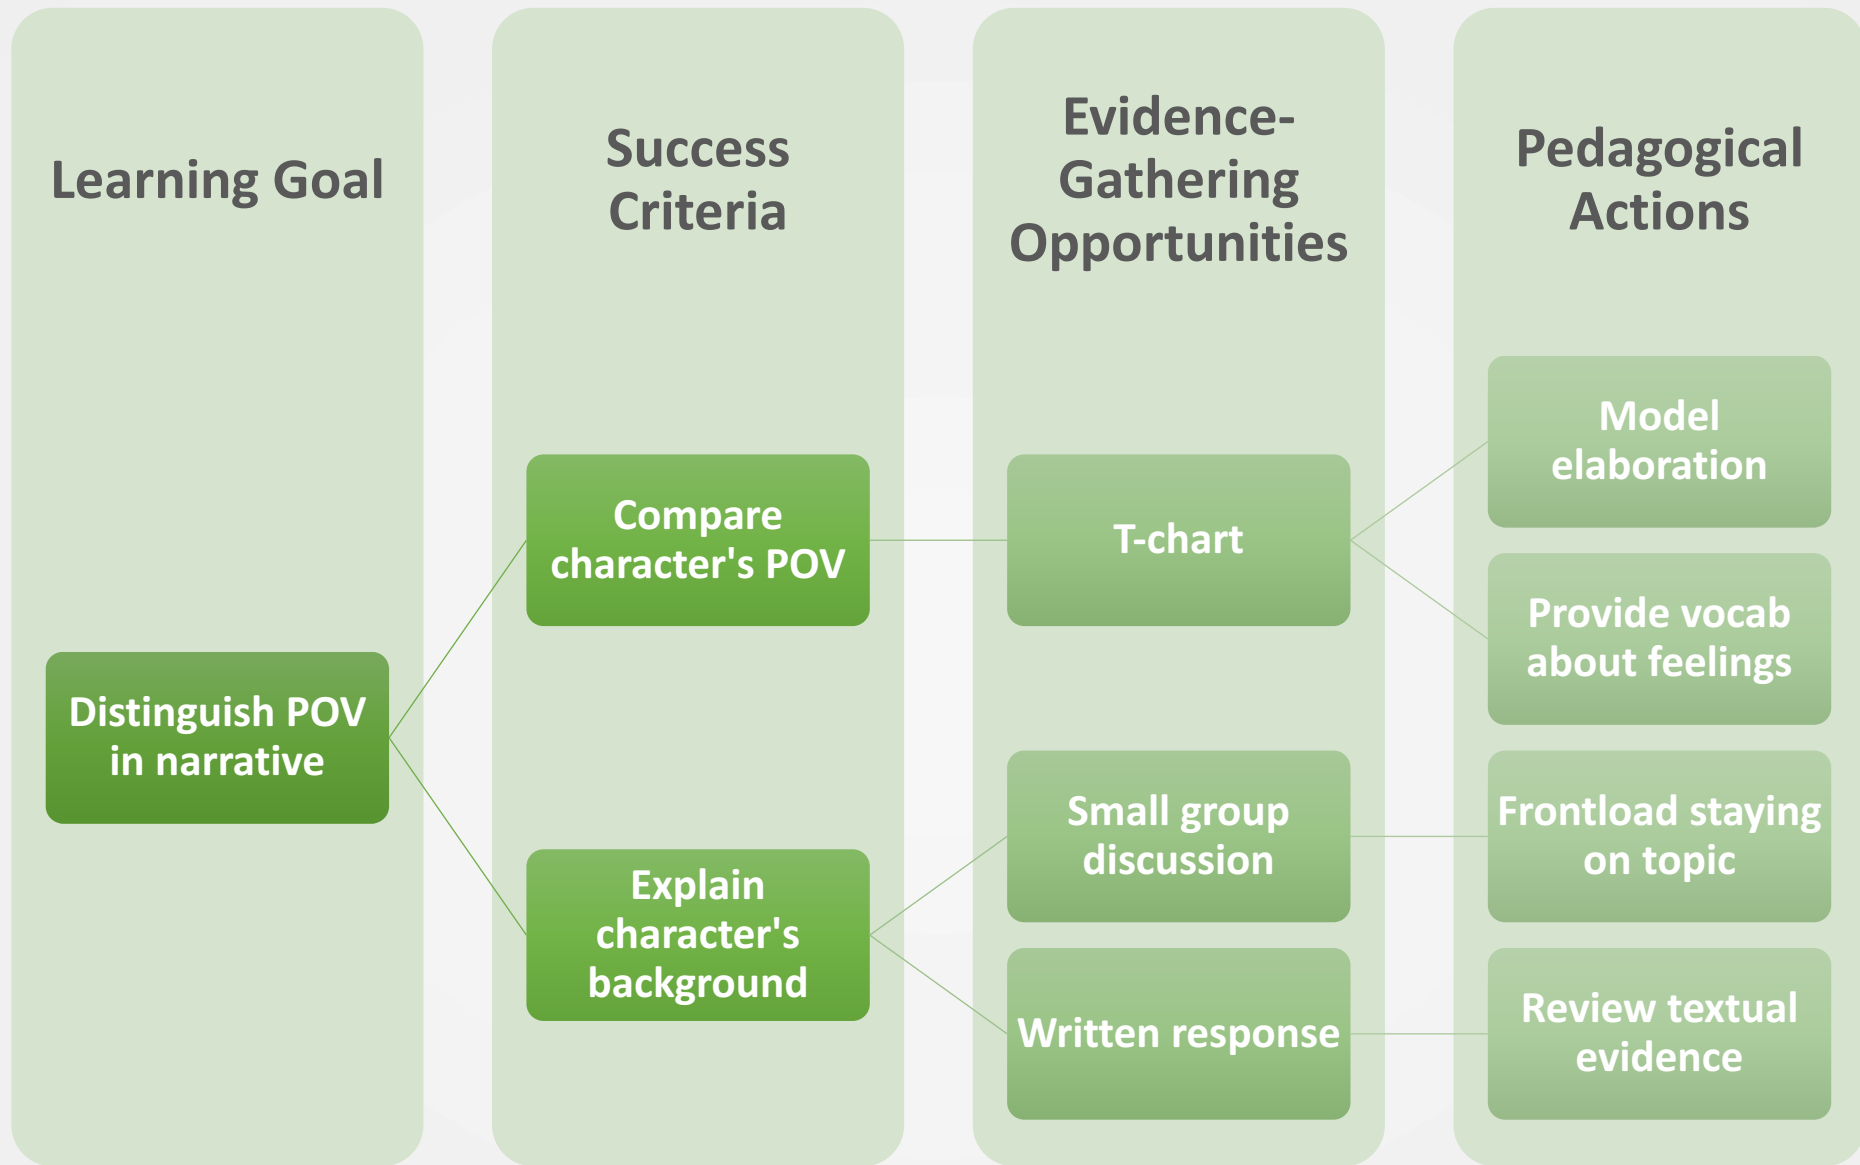 Learning Goal
Success
Criteria
Evidence-
Gathering
Opportunities
Pedagogical
Actions
Distinguish POV
in narrative
Compare
character's POV
Explain
character's
background
T-chart
Small group
discussion
Written response
Model
elaboration
Provide vocab
about feelings
Frontload staying
on topic
Review textual
evidence